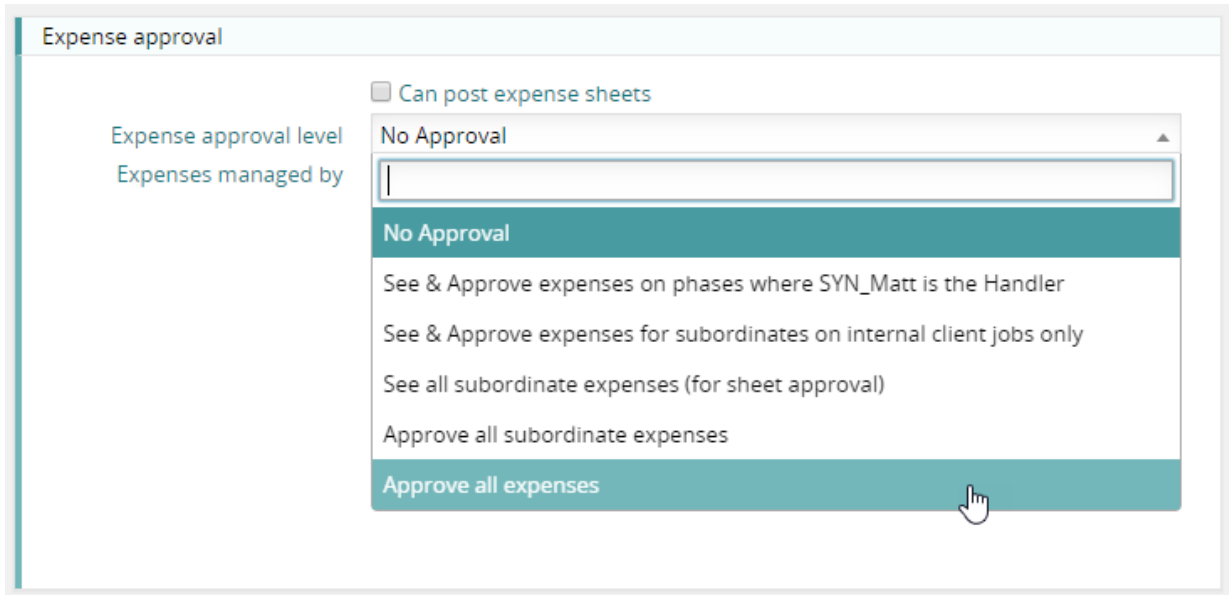 Expense approval
Can post expense sheets
Expense approval level No Approval
Expenses managed by
No Approval
See & Approve expenses on phases where SYN_Matt is the Handler
See & Approve expenses for subordinates on internal client jobs only
See all subordinate expenses (for sheet approval)
Approve all subordinate expenses
Approve all expenses